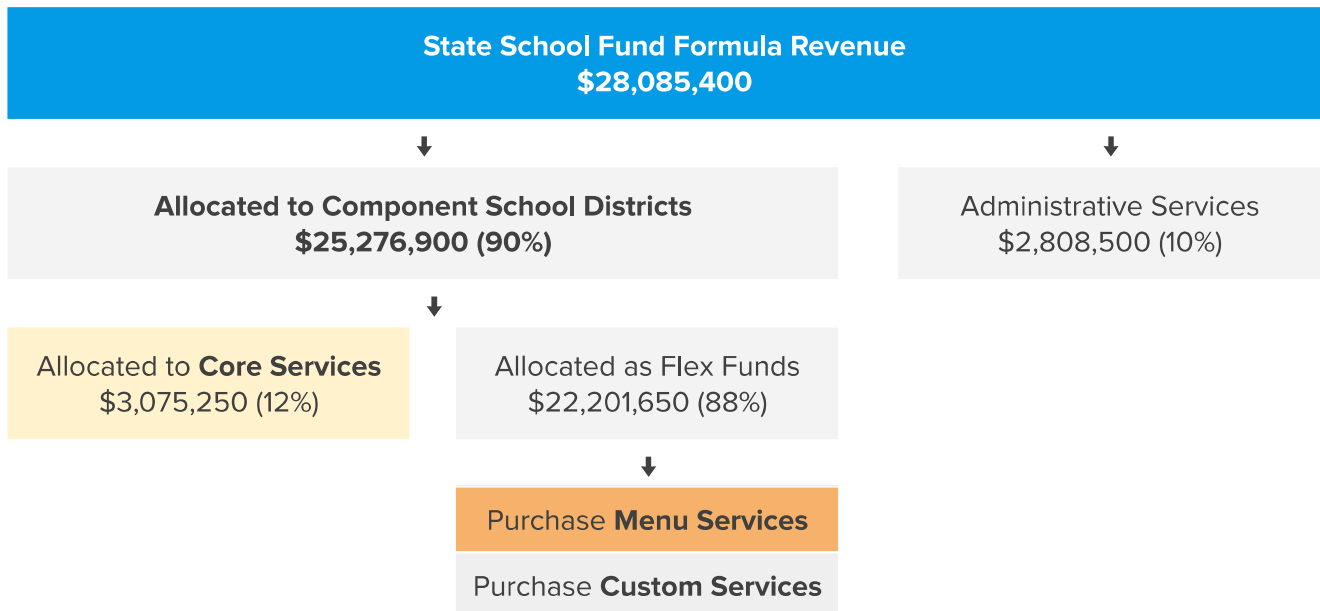 State School Fund Formula Revenue
$28,085,400
Allocated to Component School Districts
$25,276,900 (90%)
Administrative Services
$2,808,500 (10%)
Allocated to Core Services
$3,075,250 (12%)
Allocated as Flex Funds
$22,201,650 (88%)
Purchase Menu Services
Purchase Custom Services